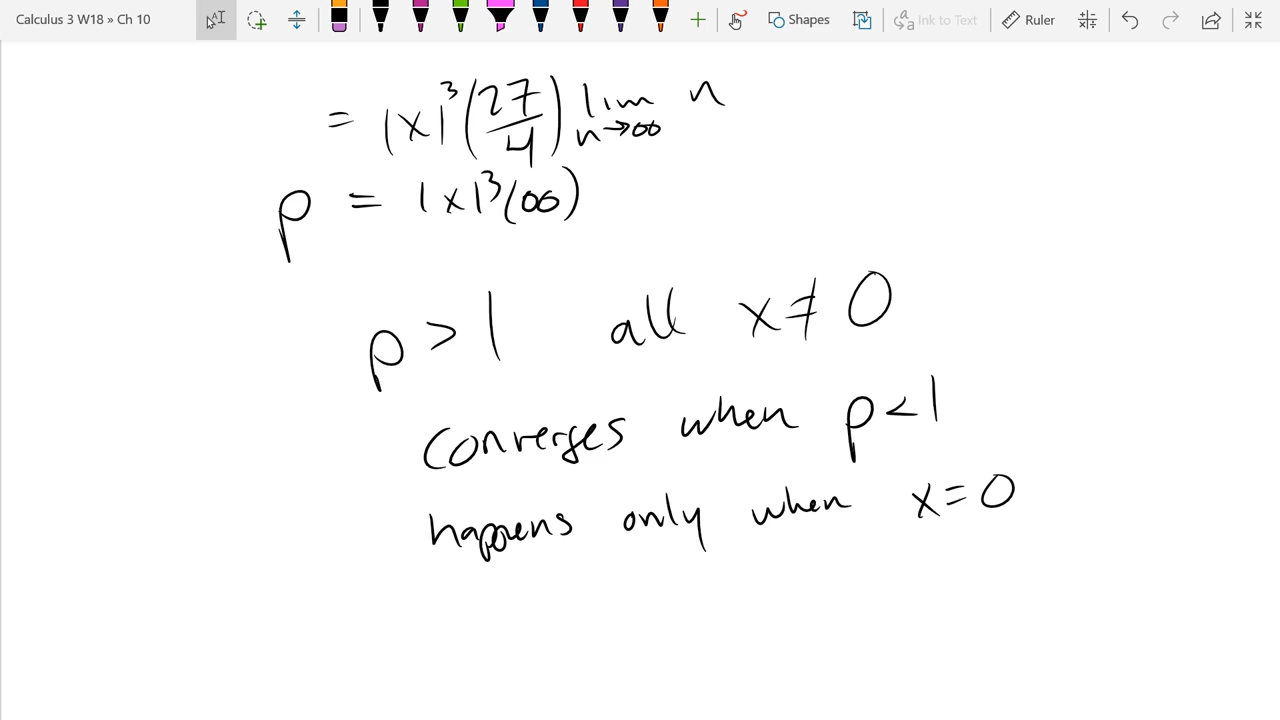 Calculus 3 W18 » Ch 10
Shapes
Ink to Text
Ruler
= |x|³ (27/4) lim n→∞ n
ρ = |x|³(∞)
ρ > 1 all x ≠ 0
converges when ρ < 1
happens only when x = 0